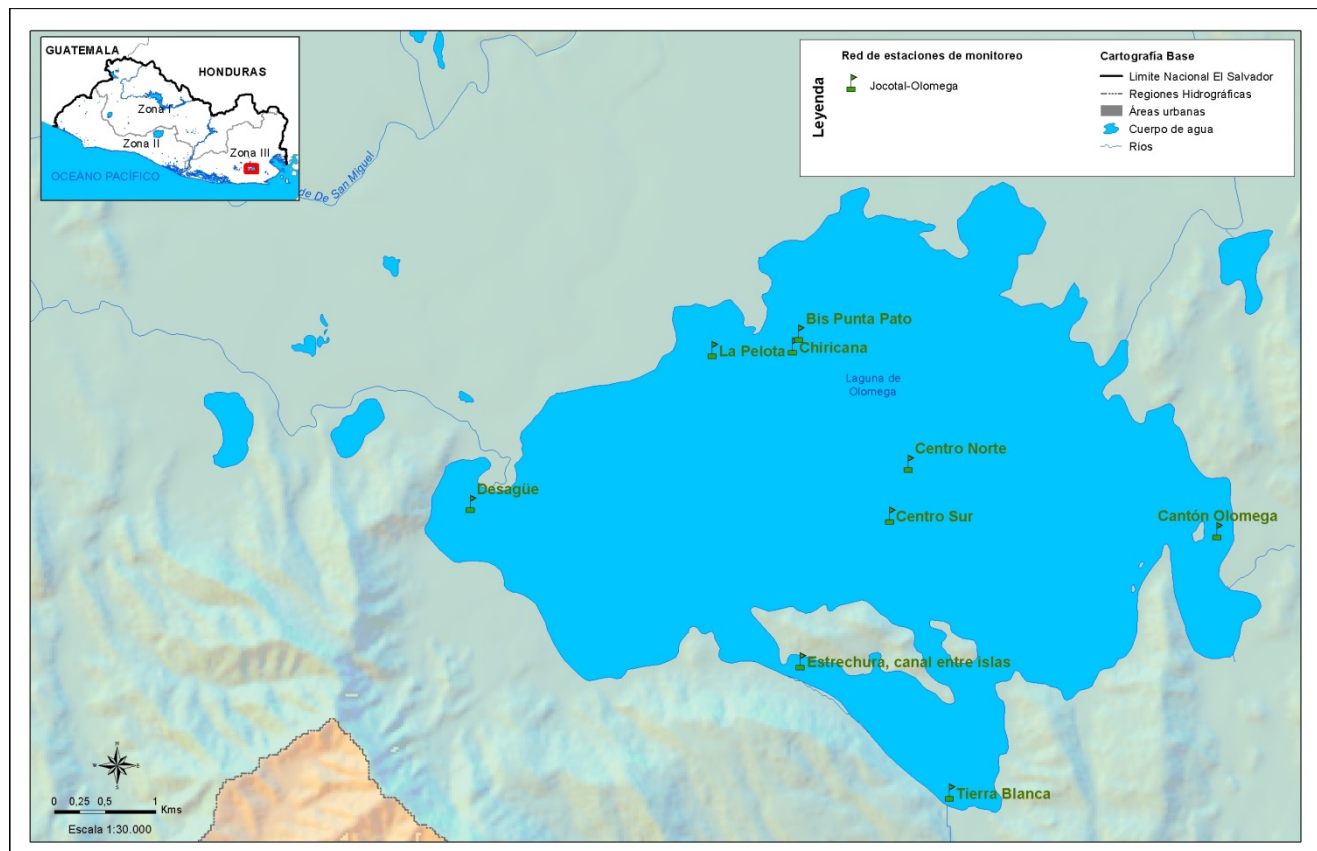 GUATEMALA
HONDURAS
Zona I
Zona II
Zona III
OCEÁNO PACÍFICO
de De San Miguel
Leyenda
Red de estaciones de monitoreo
Jocotal-Olomega
Cartografía Base
Limite Nacional El Salvador
Regiones Hidrográficas
Áreas urbanas
Cuerpo de agua
Ríos
Bis Punta Pato
La Pelota
Chiricana
Laguna de
Olomega
Centro Norte
Desagüe
Centro Sur
Cantón Olomega
Estrechura, canal entre islas
Tierra Blanca
0 0,25 0,5 1
Kms
Escala 1:30.000